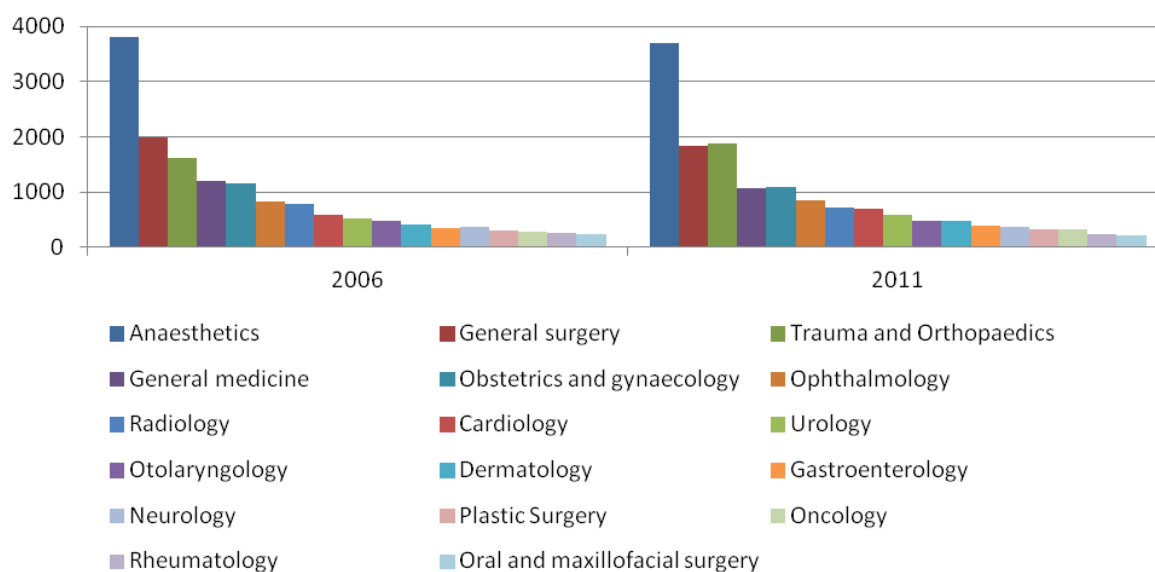 4000
3000
2000
1000
0
2006 2011
Anaesthetics General surgery Trauma and Orthopaedics
General medicine Obstetrics and gynaecology Ophthalmology
Radiology Cardiology Urology
Otolaryngology Dermatology Gastroenterology
Neurology Plastic Surgery Oncology
Rheumatology Oral and maxillofacial surgery